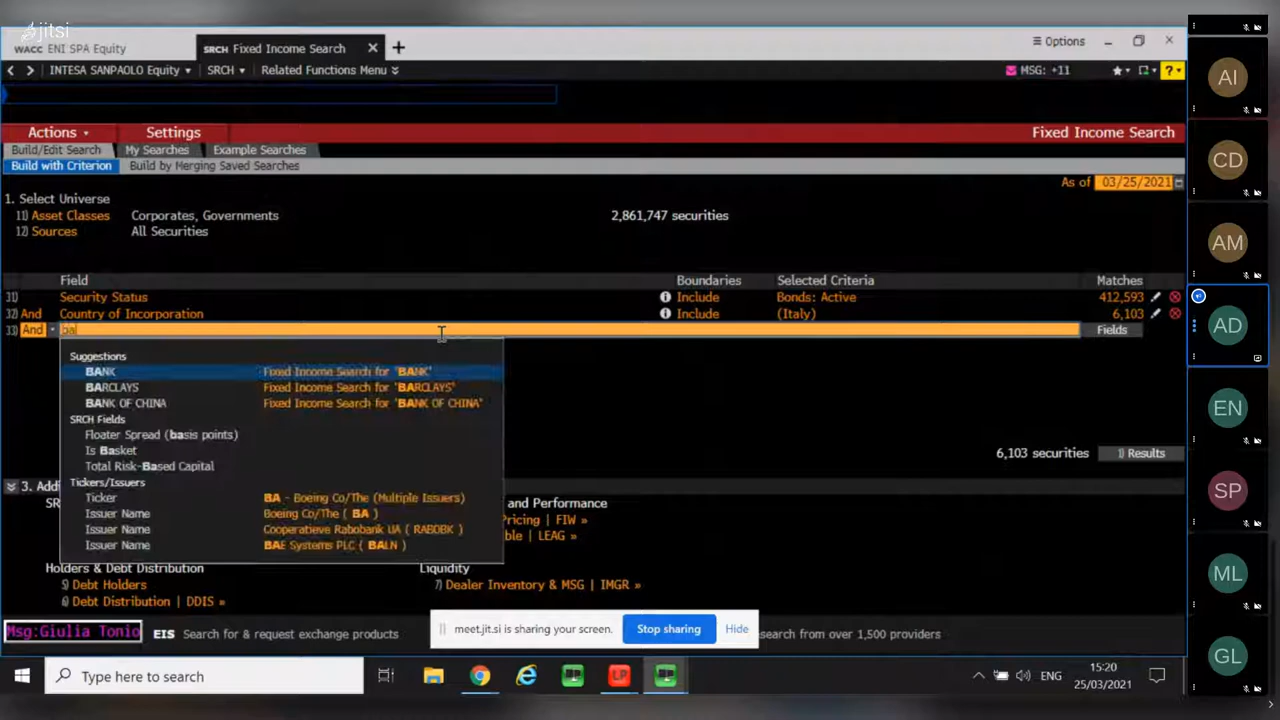 jitsi
WACC ENI SPA Equity
SRCH Fixed Income Search
Options
INTESA SANPAOLO Equity SRCH Related Functions Menu
MSG: +11
Actions Settings Fixed Income Search
Build/Edit Search My Searches Example Searches
Build with Criterion Build by Merging Saved Searches
As of 03/25/2021
1. Select Universe
11) Asset Classes Corporates, Governments 2,861,747 securities
12) Sources All Securities
Field Boundaries Selected Criteria Matches
31) Security Status Include Bonds: Active 412,593
32) And Country of Incorporation Include (Italy) 6,103
33) And ba Fields
Suggestions
BANK Fixed Income Search for 'BANK'
BARCLAYS Fixed Income Search for 'BARCLAYS'
BANK OF CHINA Fixed Income Search for 'BANK OF CHINA'
SRCH Fields
Floater Spread (basis points)
Is Basket
6,103 securities 1) Results
Total Risk-Based Capital
Tickers/Issuers
3. Add
Ticker BA - Boeing Co/The (Multiple Issuers)
and Performance
Issuer Name Boeing Co/The ( BA )
Pricing | FIW »
Issuer Name Cooperatieve Rabobank UA ( RABOBK )
ble | LEAG »
Issuer Name BAE Systems PLC ( BALN )
Holders & Debt Distribution Liquidity
5) Debt Holders 7) Dealer Inventory & MSG | IMGR »
6) Debt Distribution | DDIS »
Msg:Giulia Tonio EIS Search for & request exchange products
meet.jit.si is sharing your screen. Stop sharing Hide
search from over 1,500 providers
Type here to search
ENG
15:20
25/03/2021
AI
CD
AM
AD
EN
SP
ML
GL